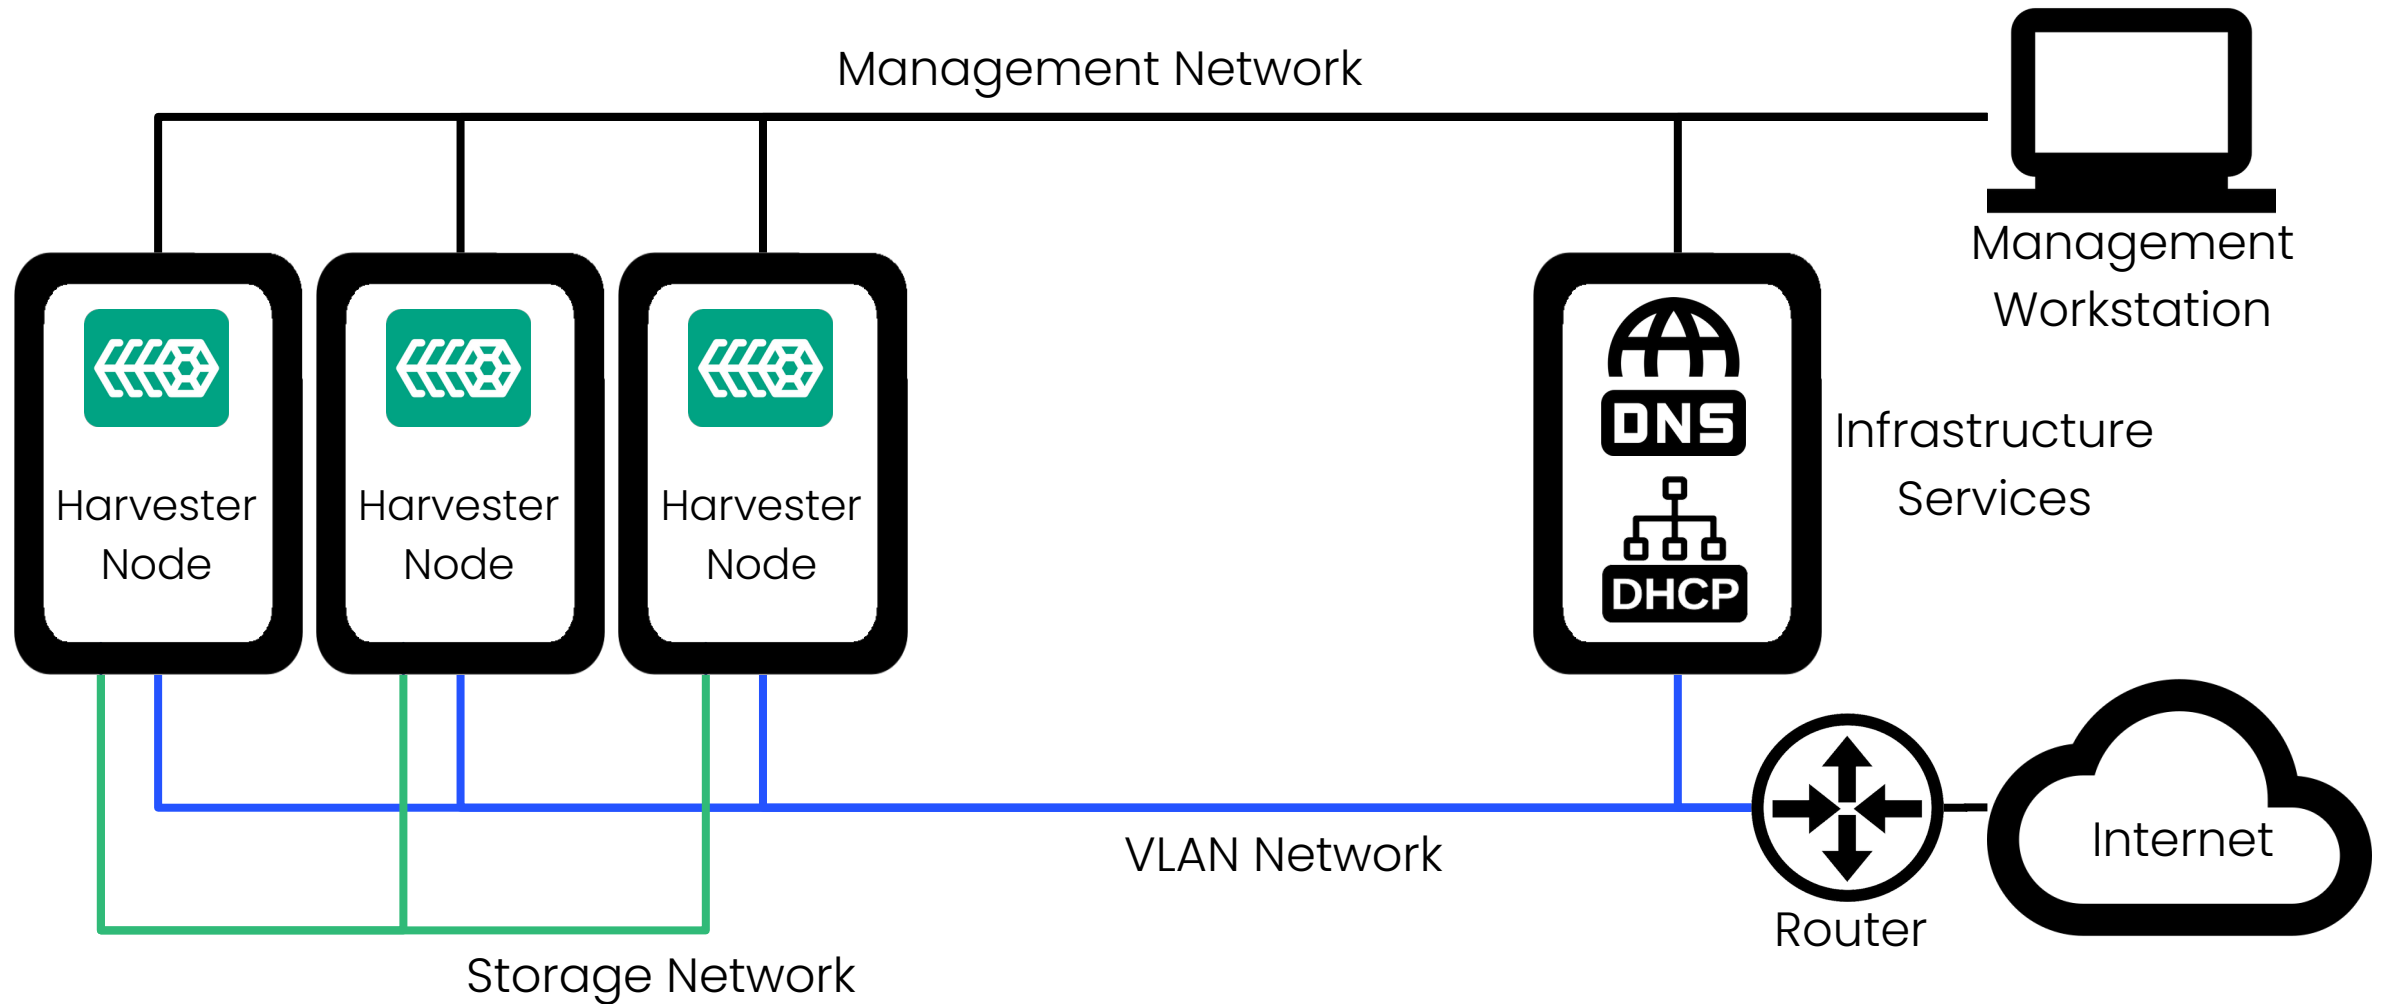 Management Network
Management
Workstation
Harvester
Node
Harvester
Node
Harvester
Node
DNS
DHCP
Infrastructure
Services
VLAN Network
Router
Internet
Storage Network